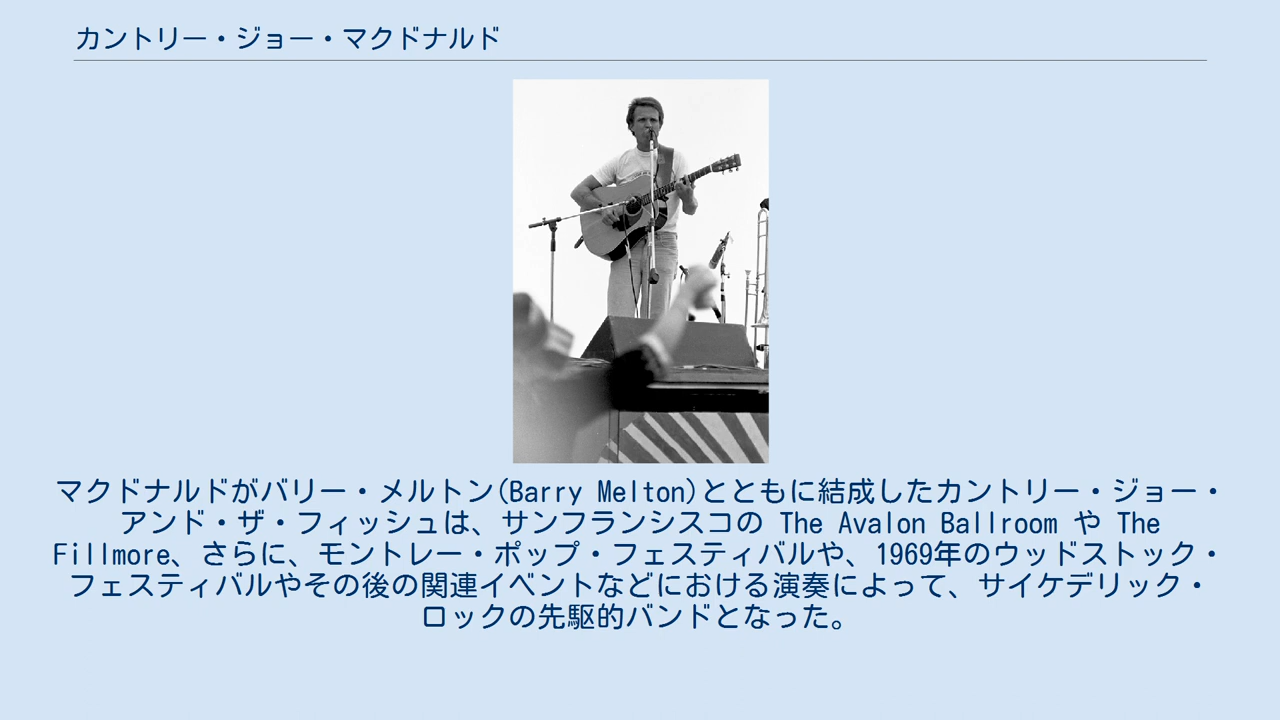 カントリー・ジョー・マクドナルド
マクドナルドがバリー・メルトン(Barry Melton)とともに結成したカントリー・ジョー・
アンド・ザ・フィッシュは、サンフランシスコの The Avalon Ballroom や The
Fillmore、さらに、モントレー・ポップ・フェスティバルや、1969年のウッドストック・
フェスティバルやその後の関連イベントなどにおける演奏によって、サイケデリック・
ロックの先駆的バンドとなった。